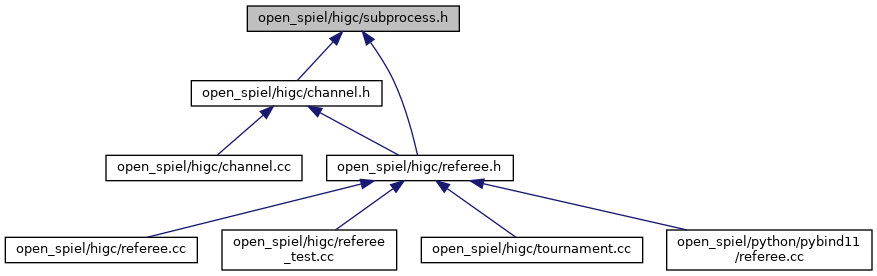 open_spiel/higc/subprocess.h
open_spiel/higc/channel.h
open_spiel/higc/channel.cc
open_spiel/higc/referee.h
open_spiel/higc/referee.cc
open_spiel/higc/referee
_test.cc
open_spiel/higc/tournament.cc
open_spiel/python/pybind11
/referee.cc